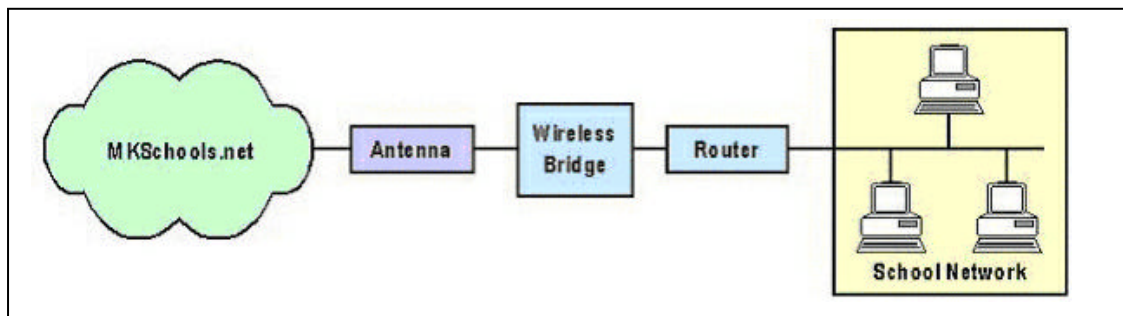 MKSchools.net
Antenna
Wireless
Bridge
Router
School Network